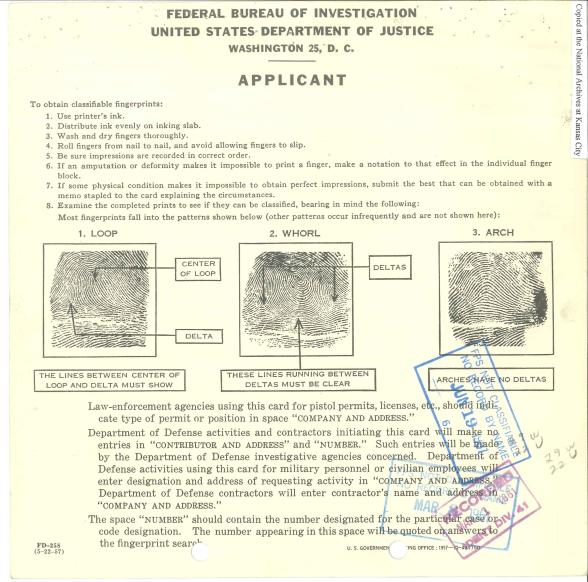 FEDERAL BUREAU OF INVESTIGATION
UNITED STATES DEPARTMENT OF JUSTICE
WASHINGTON 25, D. C.
APPLICANT
To obtain classifiable fingerprints:
1. Use printer's ink.
2. Distribute ink evenly on inking slab.
3. Wash and dry fingers thoroughly.
4. Roll fingers from nail to nail, and avoid allowing fingers to slip.
5. Be sure impressions are recorded in correct order.
6. If an amputation or deformity makes it impossible to print a finger, make a notation to that effect in the individual finger
block.
7. If some physical condition makes it impossible to obtain perfect impressions, submit the best that can be obtained with a
memo stapled to the card explaining the circumstances.
8. Examine the completed prints to see if they can be classified, bearing in mind the following:
Most fingerprints fall into the patterns shown below (other patterns occur infrequently and are not shown here):
1. LOOP
2. WHORL
3. ARCH
CENTER
OF LOOP
DELTAS
DELTA
THE LINES BETWEEN CENTER OF
LOOP AND DELTA MUST SHOW
THESE LINES RUNNING BETWEEN
DELTAS MUST BE CLEAR
ARCHES HAVE NO DELTAS
Law-enforcement agencies using this card for pistol permits, licenses, etc., should indi-
cate type of permit or position in space "COMPANY AND ADDRESS."
Department of Defense activities and contractors initiating this card will make no
entries in "CONTRIBUTOR AND ADDRESS" and "NUMBER." Such entries will be made
by the Department of Defense investigative agencies concerned. Department of
Defense activities using this card for military personnel or civilian employees will
enter designation and address of requesting activity in "COMPANY AND ADDRESS."
Department of Defense contractors will enter contractor's name and address in
"COMPANY AND ADDRESS."
The space "NUMBER" should contain the number designated for the particular case or
code designation. The number appearing in this space will be quoted on answers to
the fingerprint search
FD-258
(5-22-57)
U. S. GOVERNMENT
ING OFFICE : 1957
Copied at the National Archives at Kansas City
FPS NOT CLASSIFIED
NO RECORD BY NAME
JUN 19
6
MAR
RECORDED
29
22